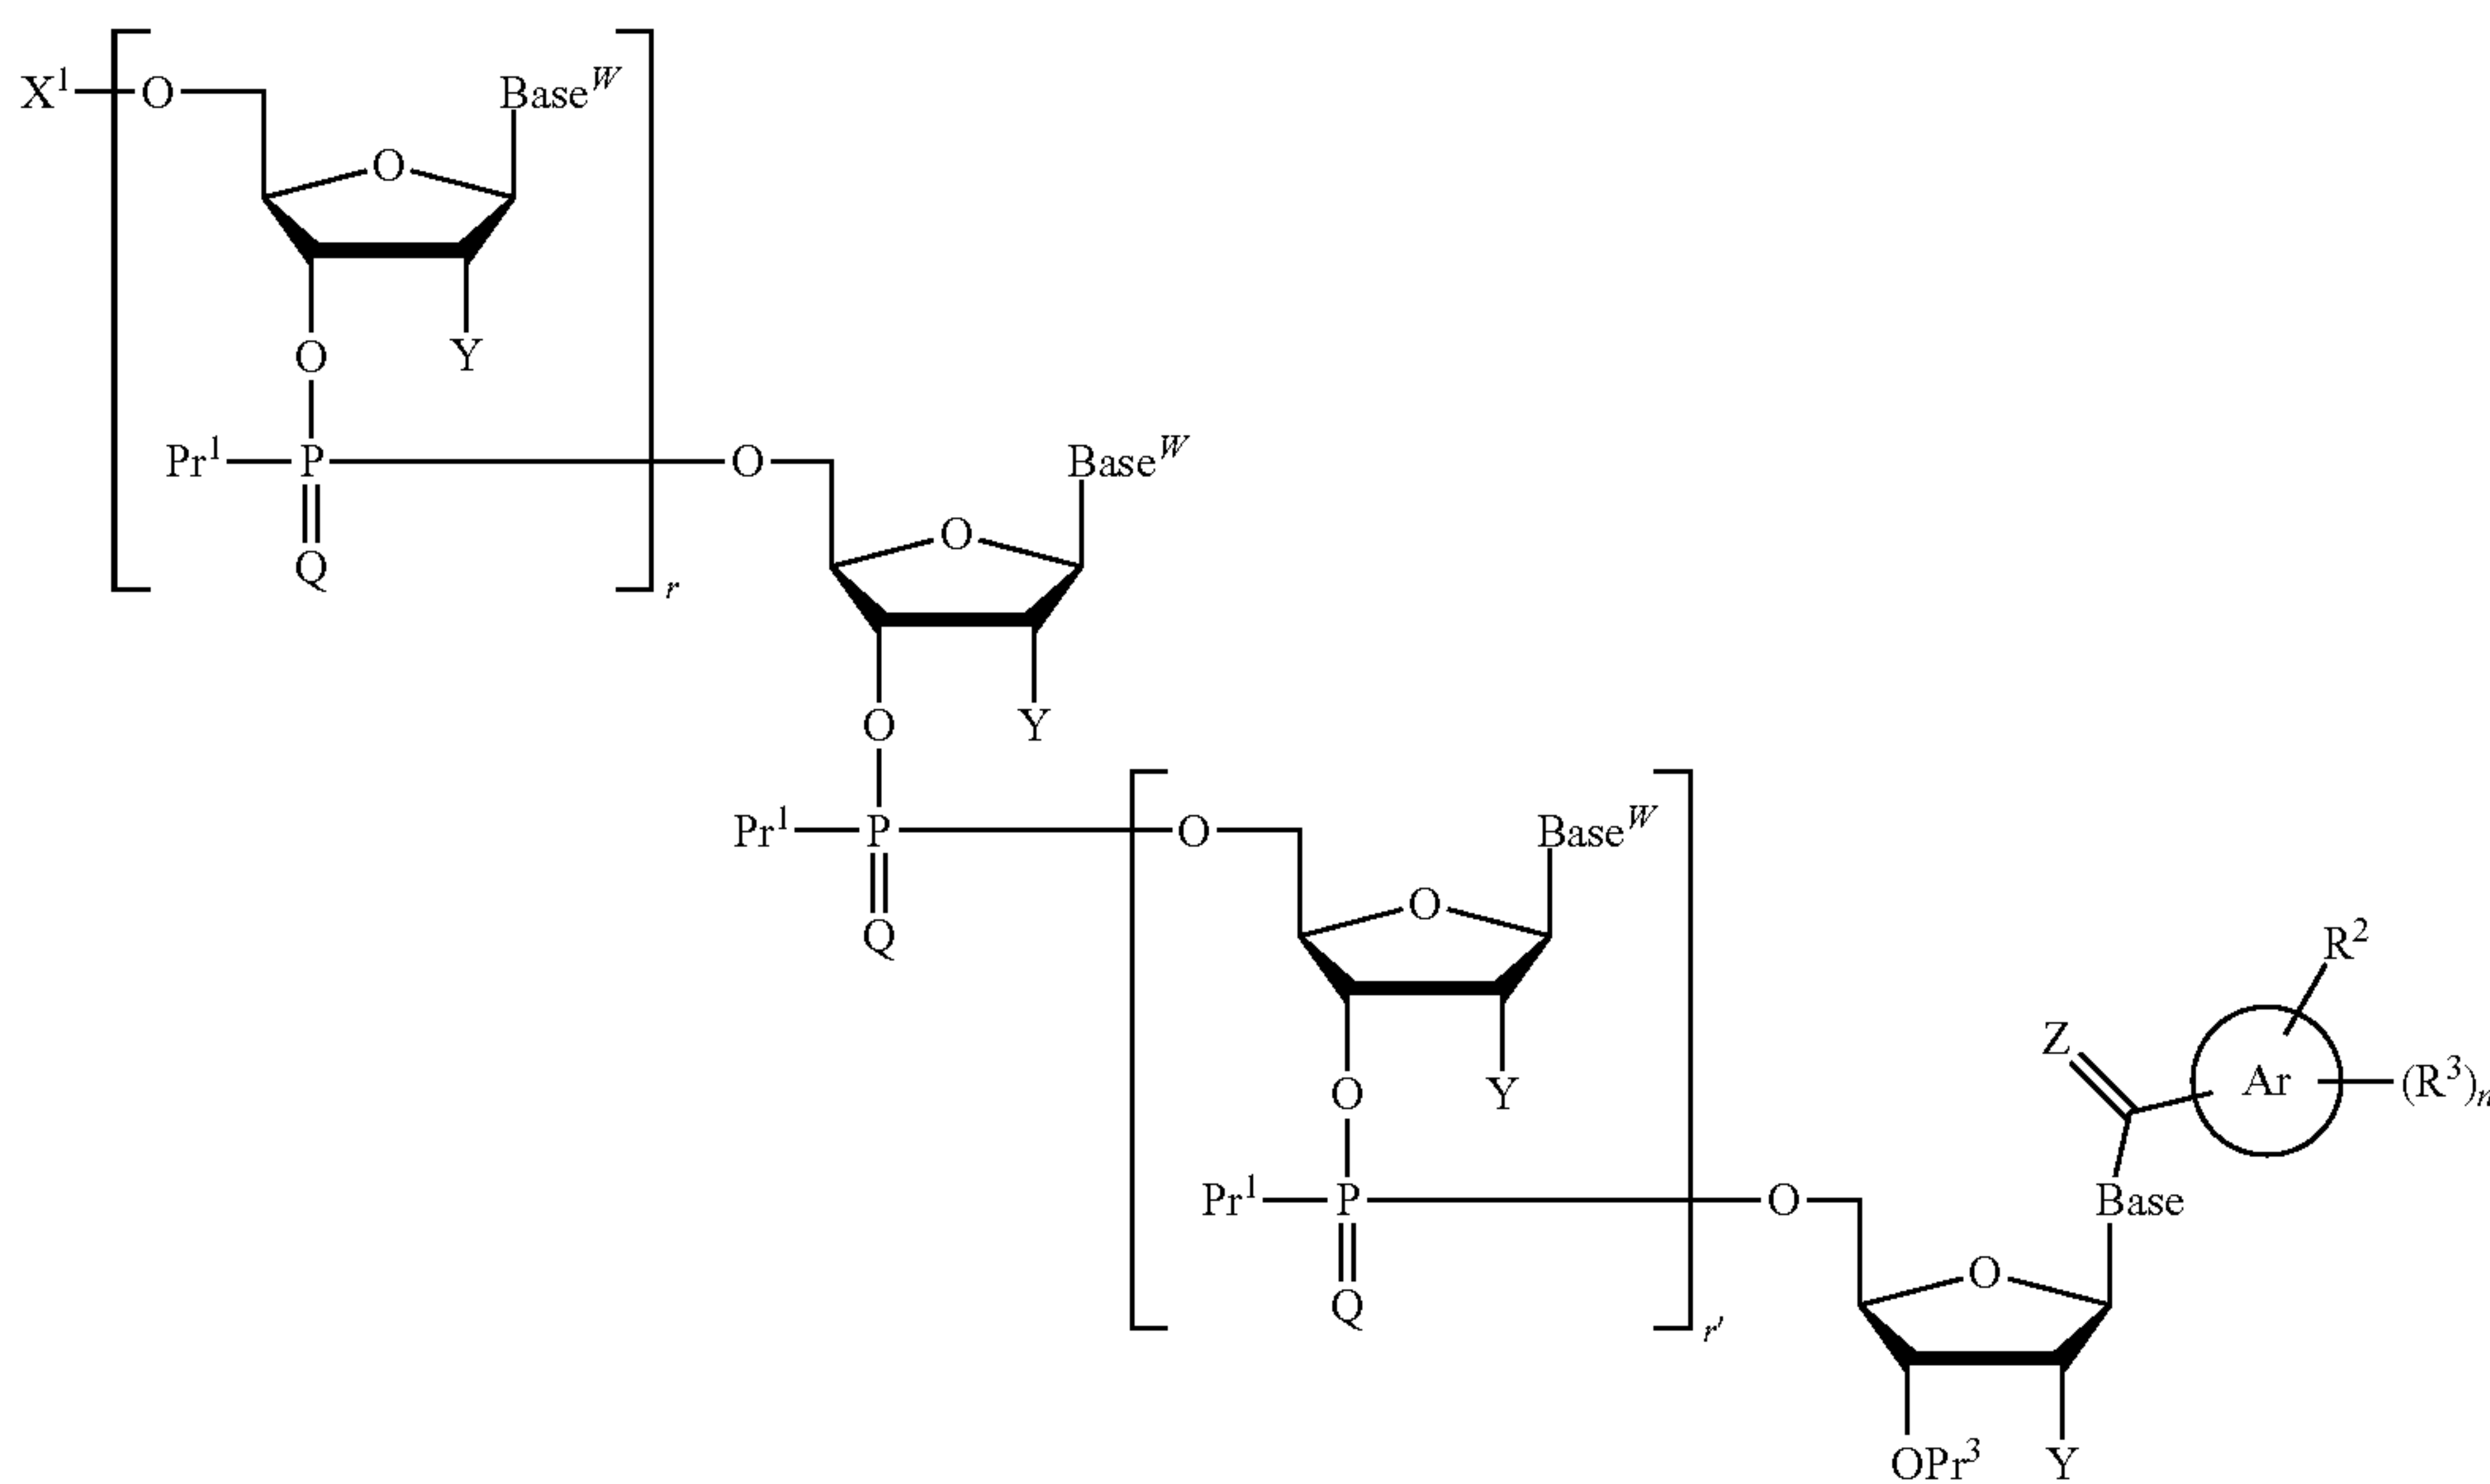 X¹ O Base^W
O
O Y
Pr¹ P O Base^W
Q r O
O Y
Pr¹ P O Base^W
Q O R²
Z Ar (R³)n
O Y
Pr¹ P O Base
Q r' O
OPr³ Y